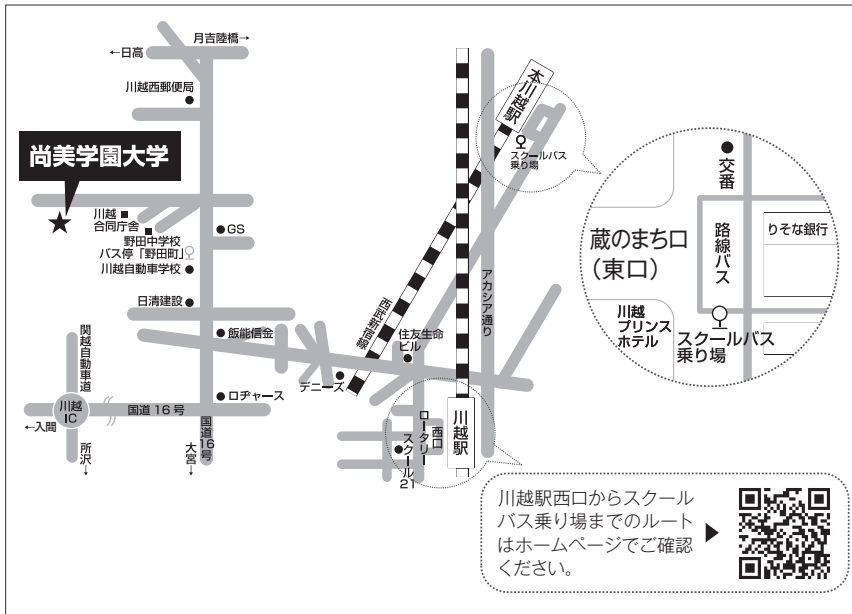 月吉陸橋→
←日高
川越西郵便局
尚美学園大学
川越
合同庁舎
野田中学校
バス停「野田町」
川越自動車学校
GS
日清建設
関越自動車道
飯能信金
川越
IC
国道 16 号
ロヂャース
←入間
所沢→
国道16号
大宮→
デニーズ
西武新宿線
住友生命
ビル
アカシア通り
本川越駅
スクールバス
乗り場
川越駅
西口
ロータリー
スクール21
交番
路線バス
りそな銀行
蔵のまち口
(東口)
川越
プリンス
ホテル
スクールバス
乗り場
川越駅西口からスクール
バス乗り場までのルート
はホームページでご確認
ください。